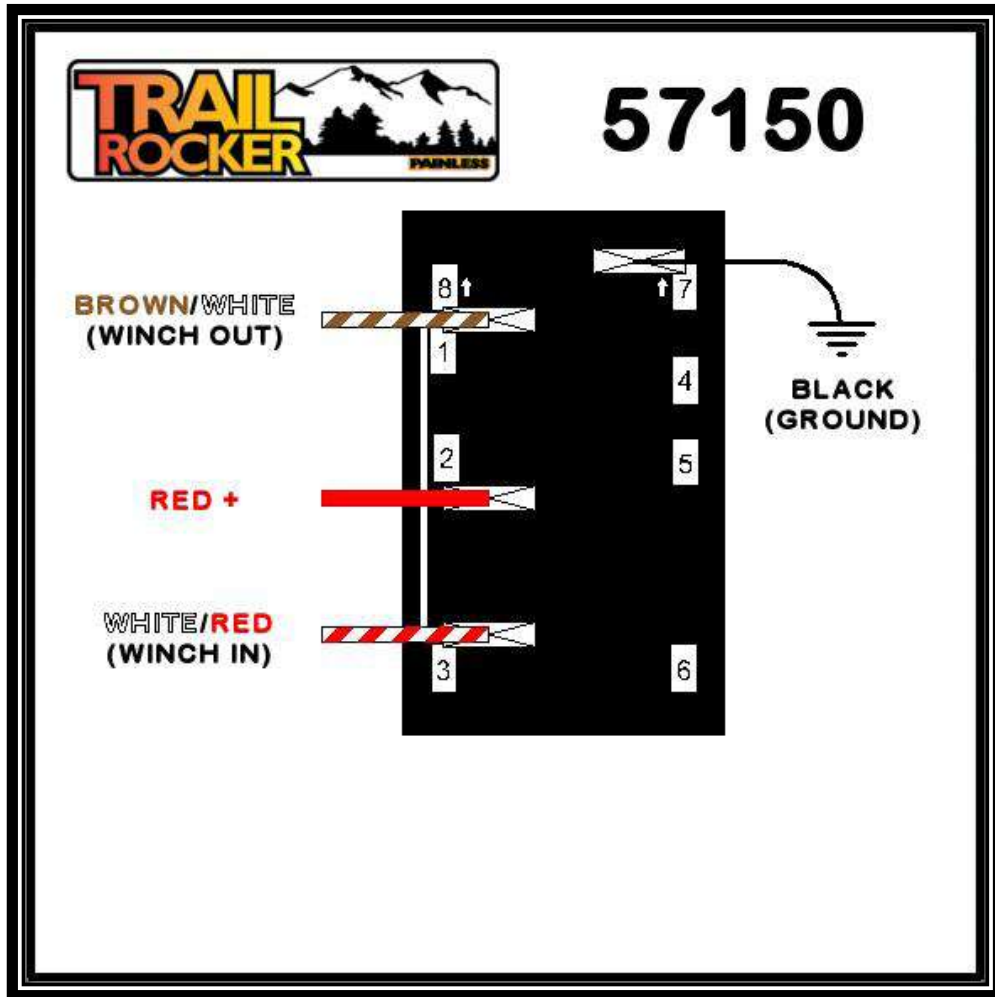 TRAIL
ROCKER
PAINLESS
57150
BROWN/WHITE
(WINCH OUT)
8
7
1
4
BLACK
(GROUND)
2
5
RED +
WHITE/RED
(WINCH IN)
3
6